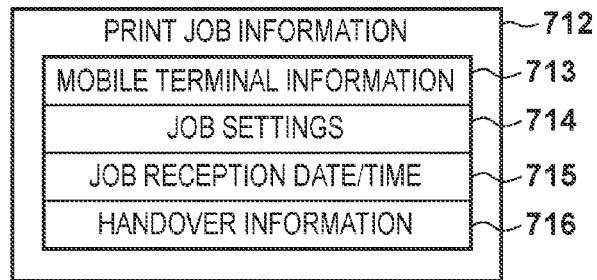 PRINT JOB INFORMATION 712
MOBILE TERMINAL INFORMATION 713
JOB SETTINGS 714
JOB RECEPTION DATE/TIME 715
HANDOVER INFORMATION 716